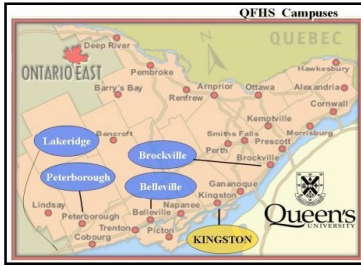 QFHS Campuses
QUEBEC
Deep River
ONTARIO EAST
Pembroke
Hawkesbury
Barry's Bay
Arnprior
Ottawa
Alexandria
Renfrew
Cornwall
Kemptville
Lakeridge
Bancroft
Smiths Falls
Morrisburg
Brockville
Perth
Prescott
Brockville
Peterborough
Belleville
Gananoque
Kingston
Lindsay
Napanee
Belleville
Peterborough
Trenton
Picton
Cobourg
KINGSTON
Queen's
UNIVERSITY